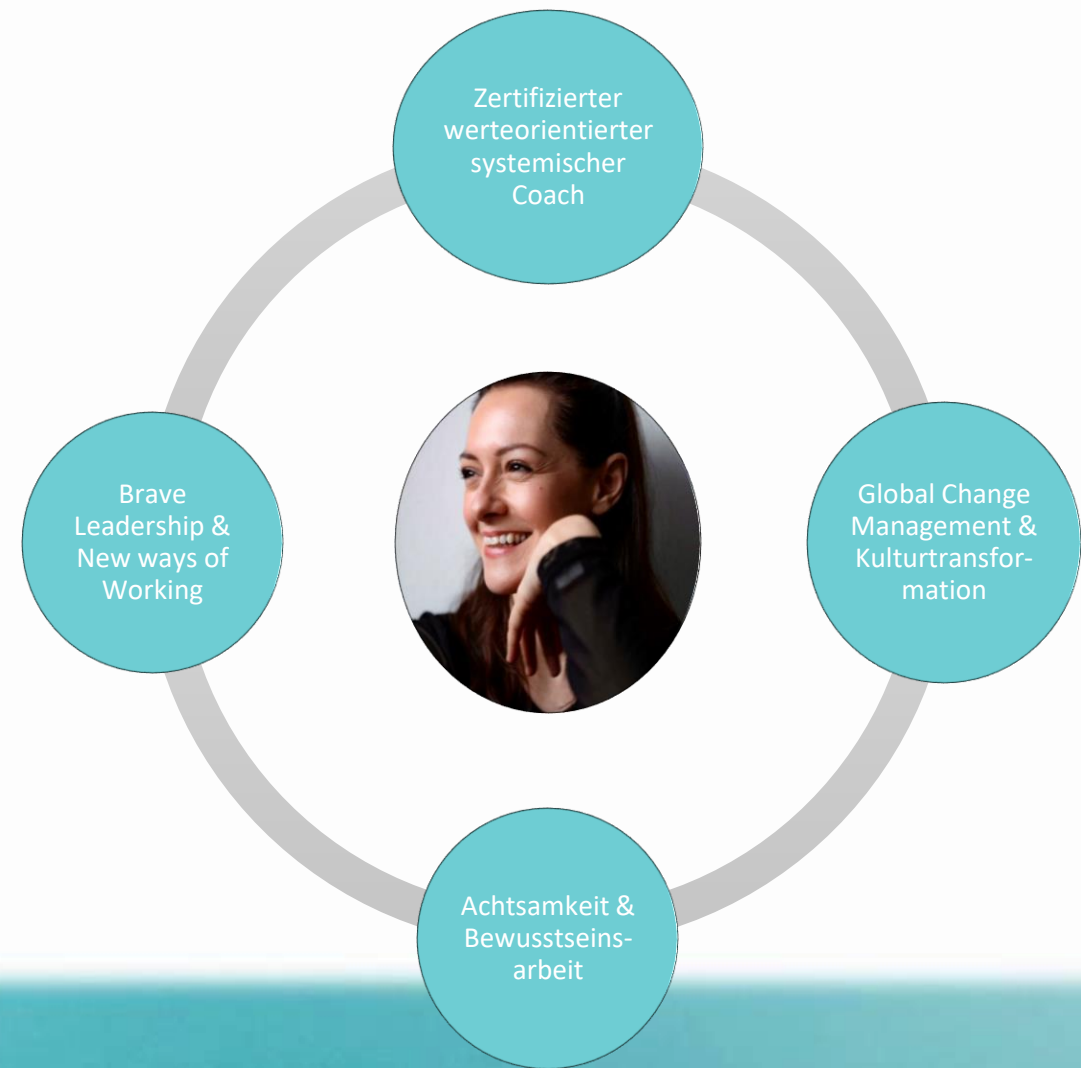 Zertifizierter
werteorientierter
systemischer
Coach
Brave
Leadership &
New ways of
Working
Global Change
Management &
Kulturtransfor-
mation
Achtsamkeit &
Bewusstseins-
arbeit